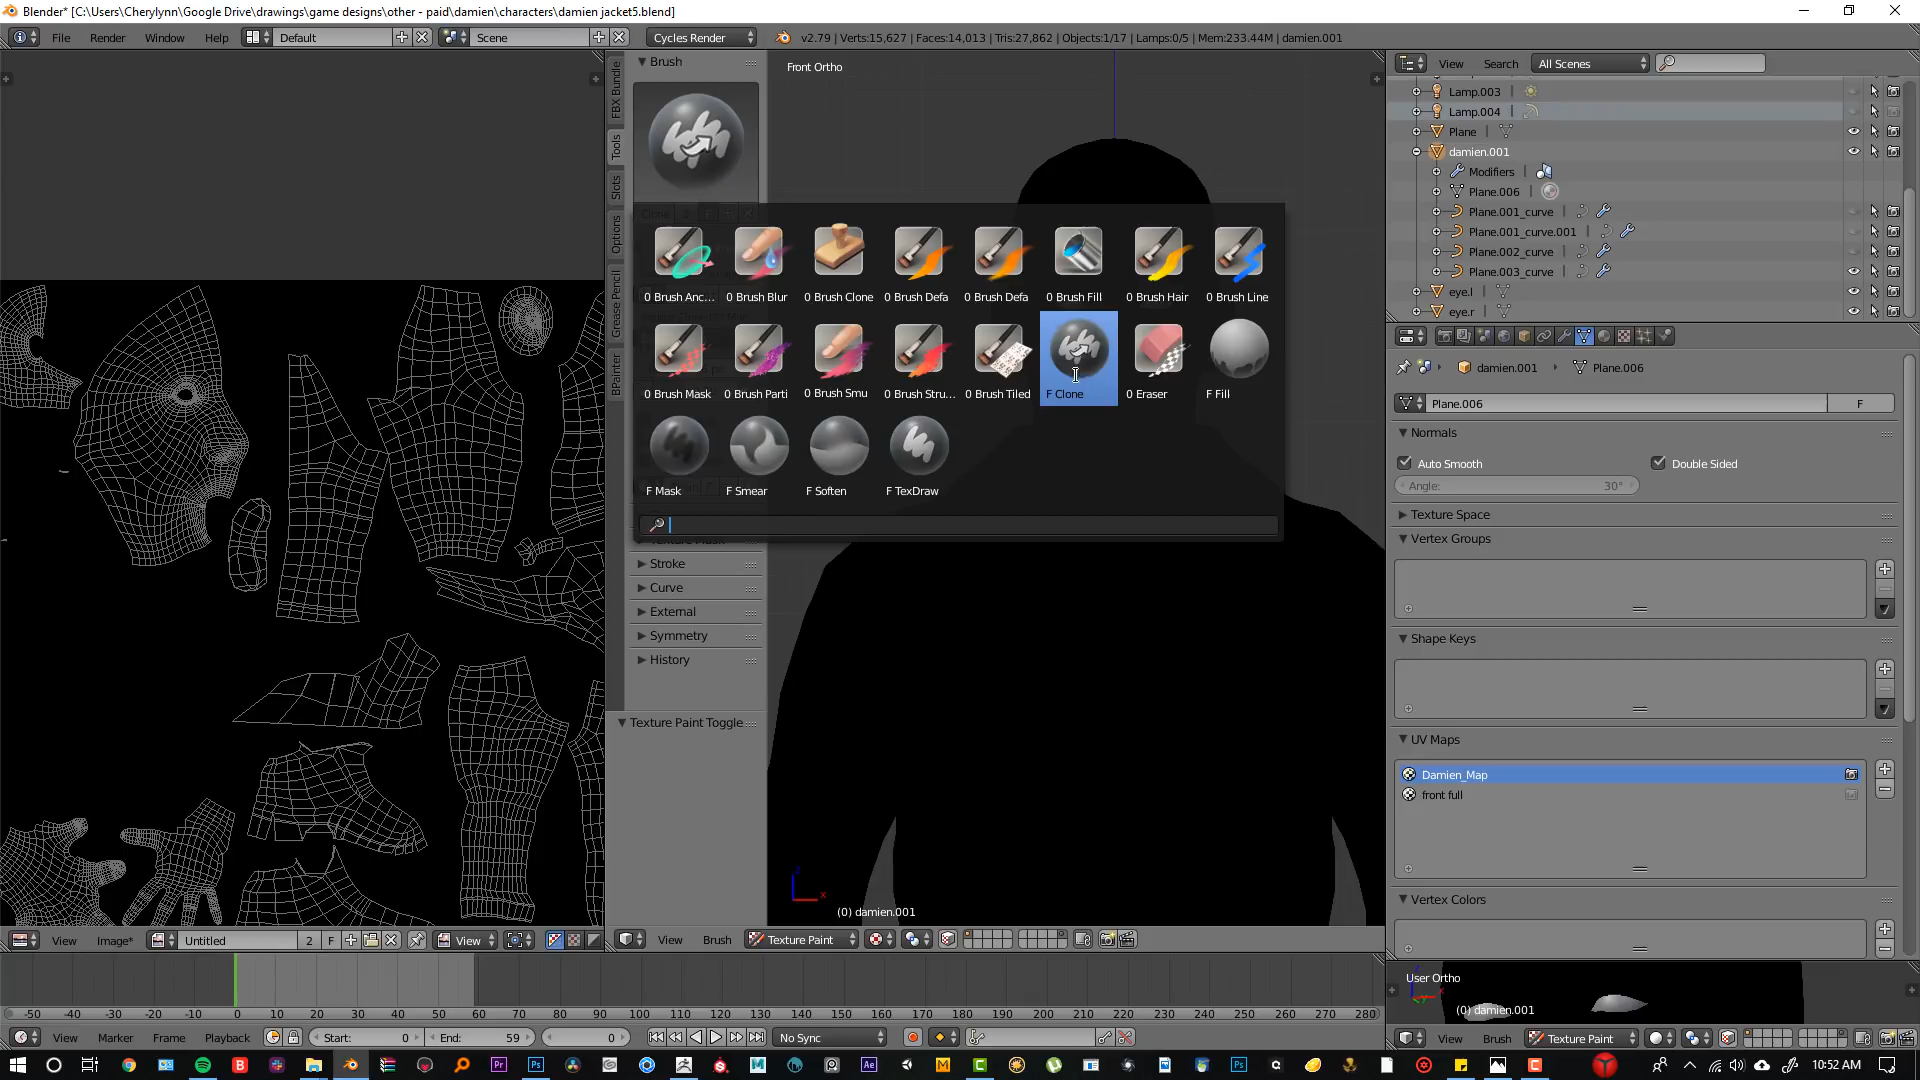 Blender* [C:\Users\Cherylynn\Google Drive\drawings\game designs\other - paid\damien\characters\damien jacket5.blend]
File Render Window Help Default Scene Cycles Render v2.79 | Verts:15,627 | Faces:14,013 | Tris:27,862 | Objects:1/17 | Lamps:0/5 | Mem:233.44M | damien.001
Brush
Front Ortho
FBX Bundle
Tools
Slots
Options
Grease Pencil
BPainter
0 Brush Anc... 0 Brush Blur 0 Brush Clone 0 Brush Defa 0 Brush Defa 0 Brush Fill 0 Brush Hair 0 Brush Line
0 Brush Mask 0 Brush Parti 0 Brush Smu 0 Brush Stru... 0 Brush Tiled F Clone 0 Eraser F Fill
F Mask F Smear F Soften F TexDraw
Stroke
Curve
External
Symmetry
History
Texture Paint Toggle
(0) damien.001
View Search All Scenes
Lamp.003
Lamp.004
Plane
damien.001
Modifiers
Plane.006
Plane.001_curve
Plane.001_curve.001
Plane.002_curve
Plane.003_curve
eye.l
eye.r
damien.001 Plane.006
Plane.006 F
Normals
Auto Smooth Double Sided
Angle: 30°
Texture Space
Vertex Groups
Shape Keys
UV Maps
Damien_Map
front full
Vertex Colors
User Ortho
(0) damien.001
View Image* Untitled 2 F View
View Brush Texture Paint
-50 -40 -30 -20 -10 0 10 20 30 40 50 60 70 80 90 100 110 120 130 140 150 160 170 180 190 200 210 220 230 240 250 260 270 280
View Marker Frame Playback Start: 0 End: 59 0 No Sync
View Brush Texture Paint
10:52 AM